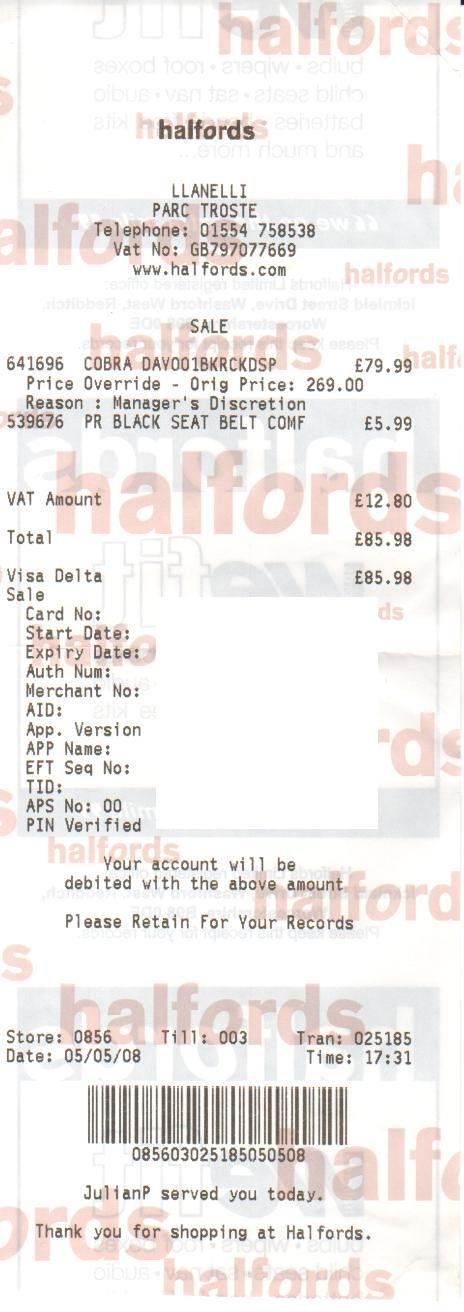 halfords
LLANELLI
PARC TROSTE
Telephone: 01554 758538
Vat No: GB797077669
www.halfords.com
SALE
641696 COBRA DAV001BKRCKDSP £79.99
Price Override - Orig Price: 269.00
Reason : Manager's Discretion
539676 PR BLACK SEAT BELT COMF £5.99
VAT Amount £12.80
Total £85.98
Visa Delta £85.98
Sale
Card No:
Start Date:
Expiry Date:
Auth Num:
Merchant No:
AID:
App. Version
APP Name:
EFT Seq No:
TID:
APS No: 00
PIN Verified
Your account will be
debited with the above amount
Please Retain For Your Records
Store: 0856 Till: 003 Tran: 025185
Date: 05/05/08 Time: 17:31
085603025185050508
JulianP served you today.
Thank you for shopping at Halfords.